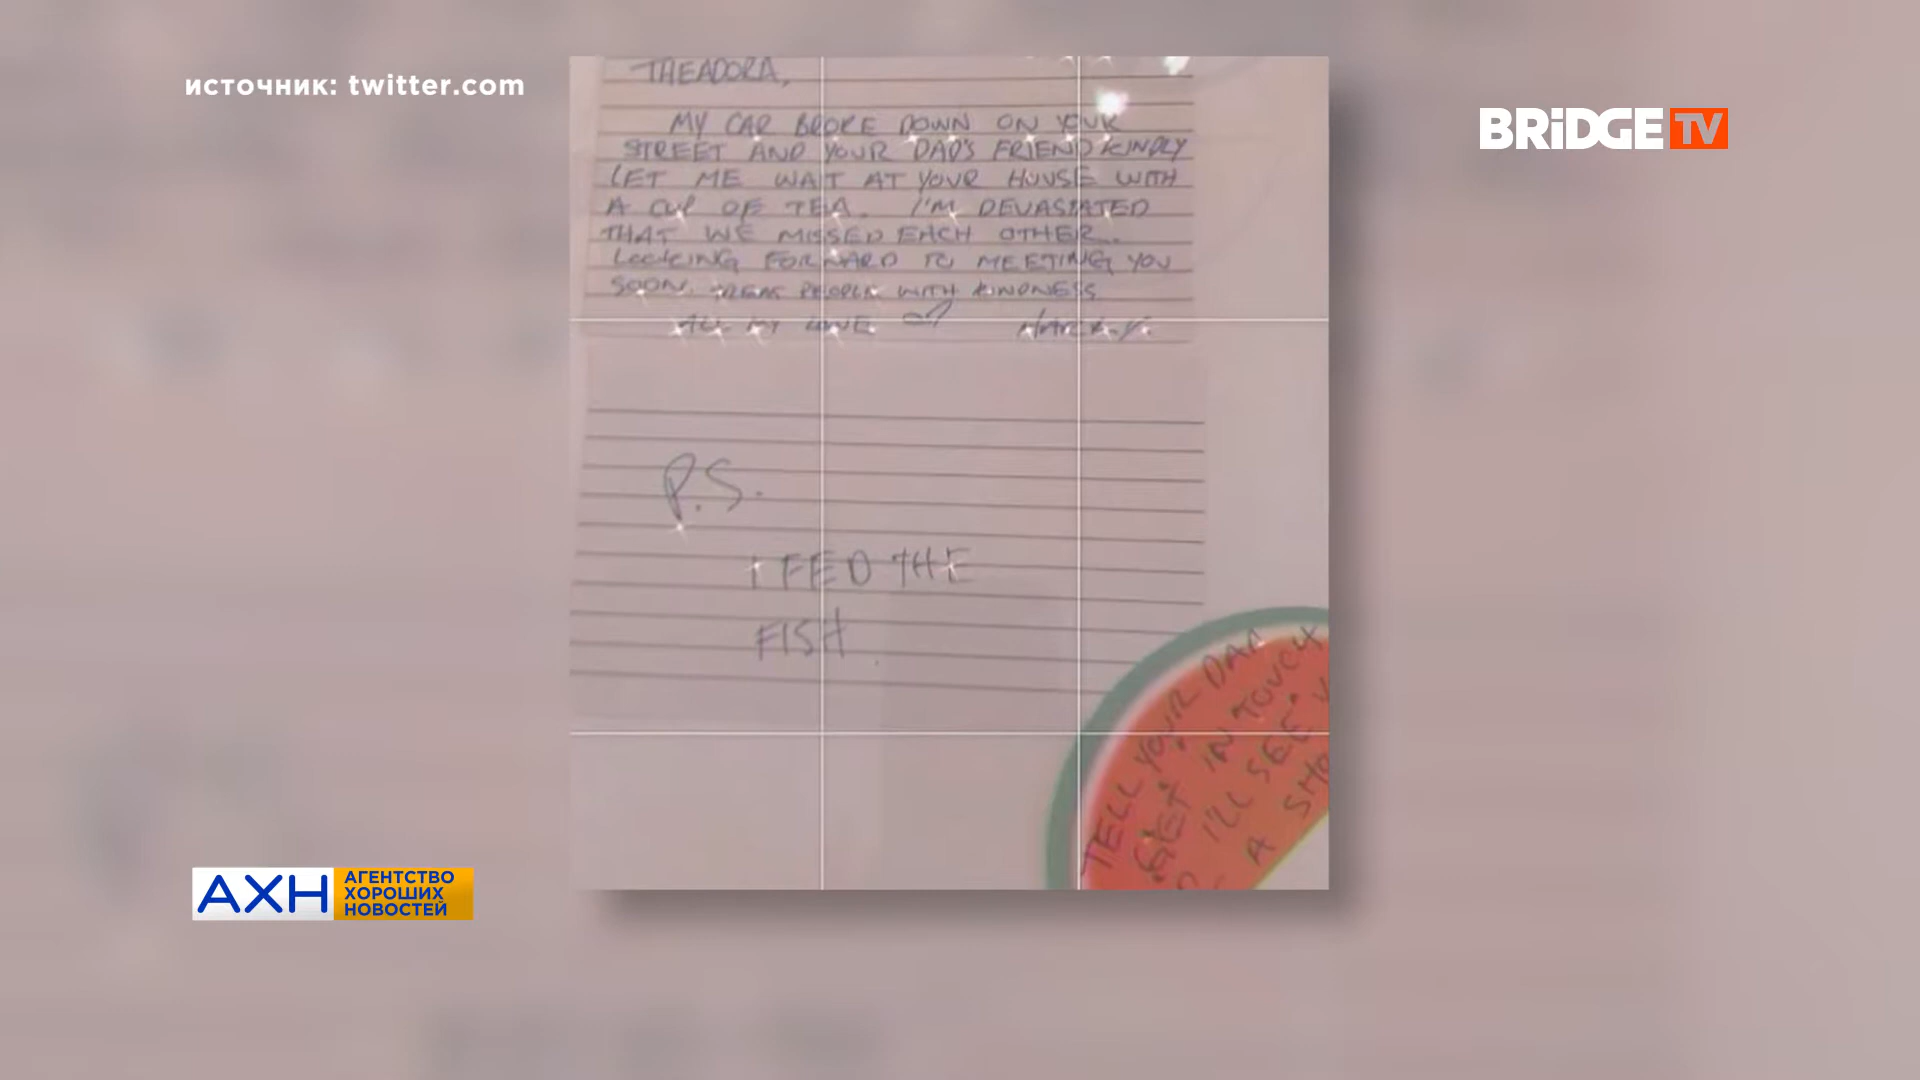 источник: twitter.com
BRiDGE TV
THEADORA,
MY CAR BROKE DOWN ON YOUR
STREET AND YOUR DAD'S FRIEND KINDLY
LET ME WAIT AT YOUR HOUSE WITH
A CUP OF TEA. I'M DEVASTATED
THAT WE MISSED EACH OTHER.
LOOKING FORWARD TO MEETING YOU
SOON. TREAT PEOPLE WITH KINDNESS
ALL MY LOVE
P.S.
I FED THE
FISH.
TELL YOUR DAD
GET IN TOUCH
I'LL SEE
A
АХН
АГЕНТСТВО
ХОРОШИХ
НОВОСТЕЙ